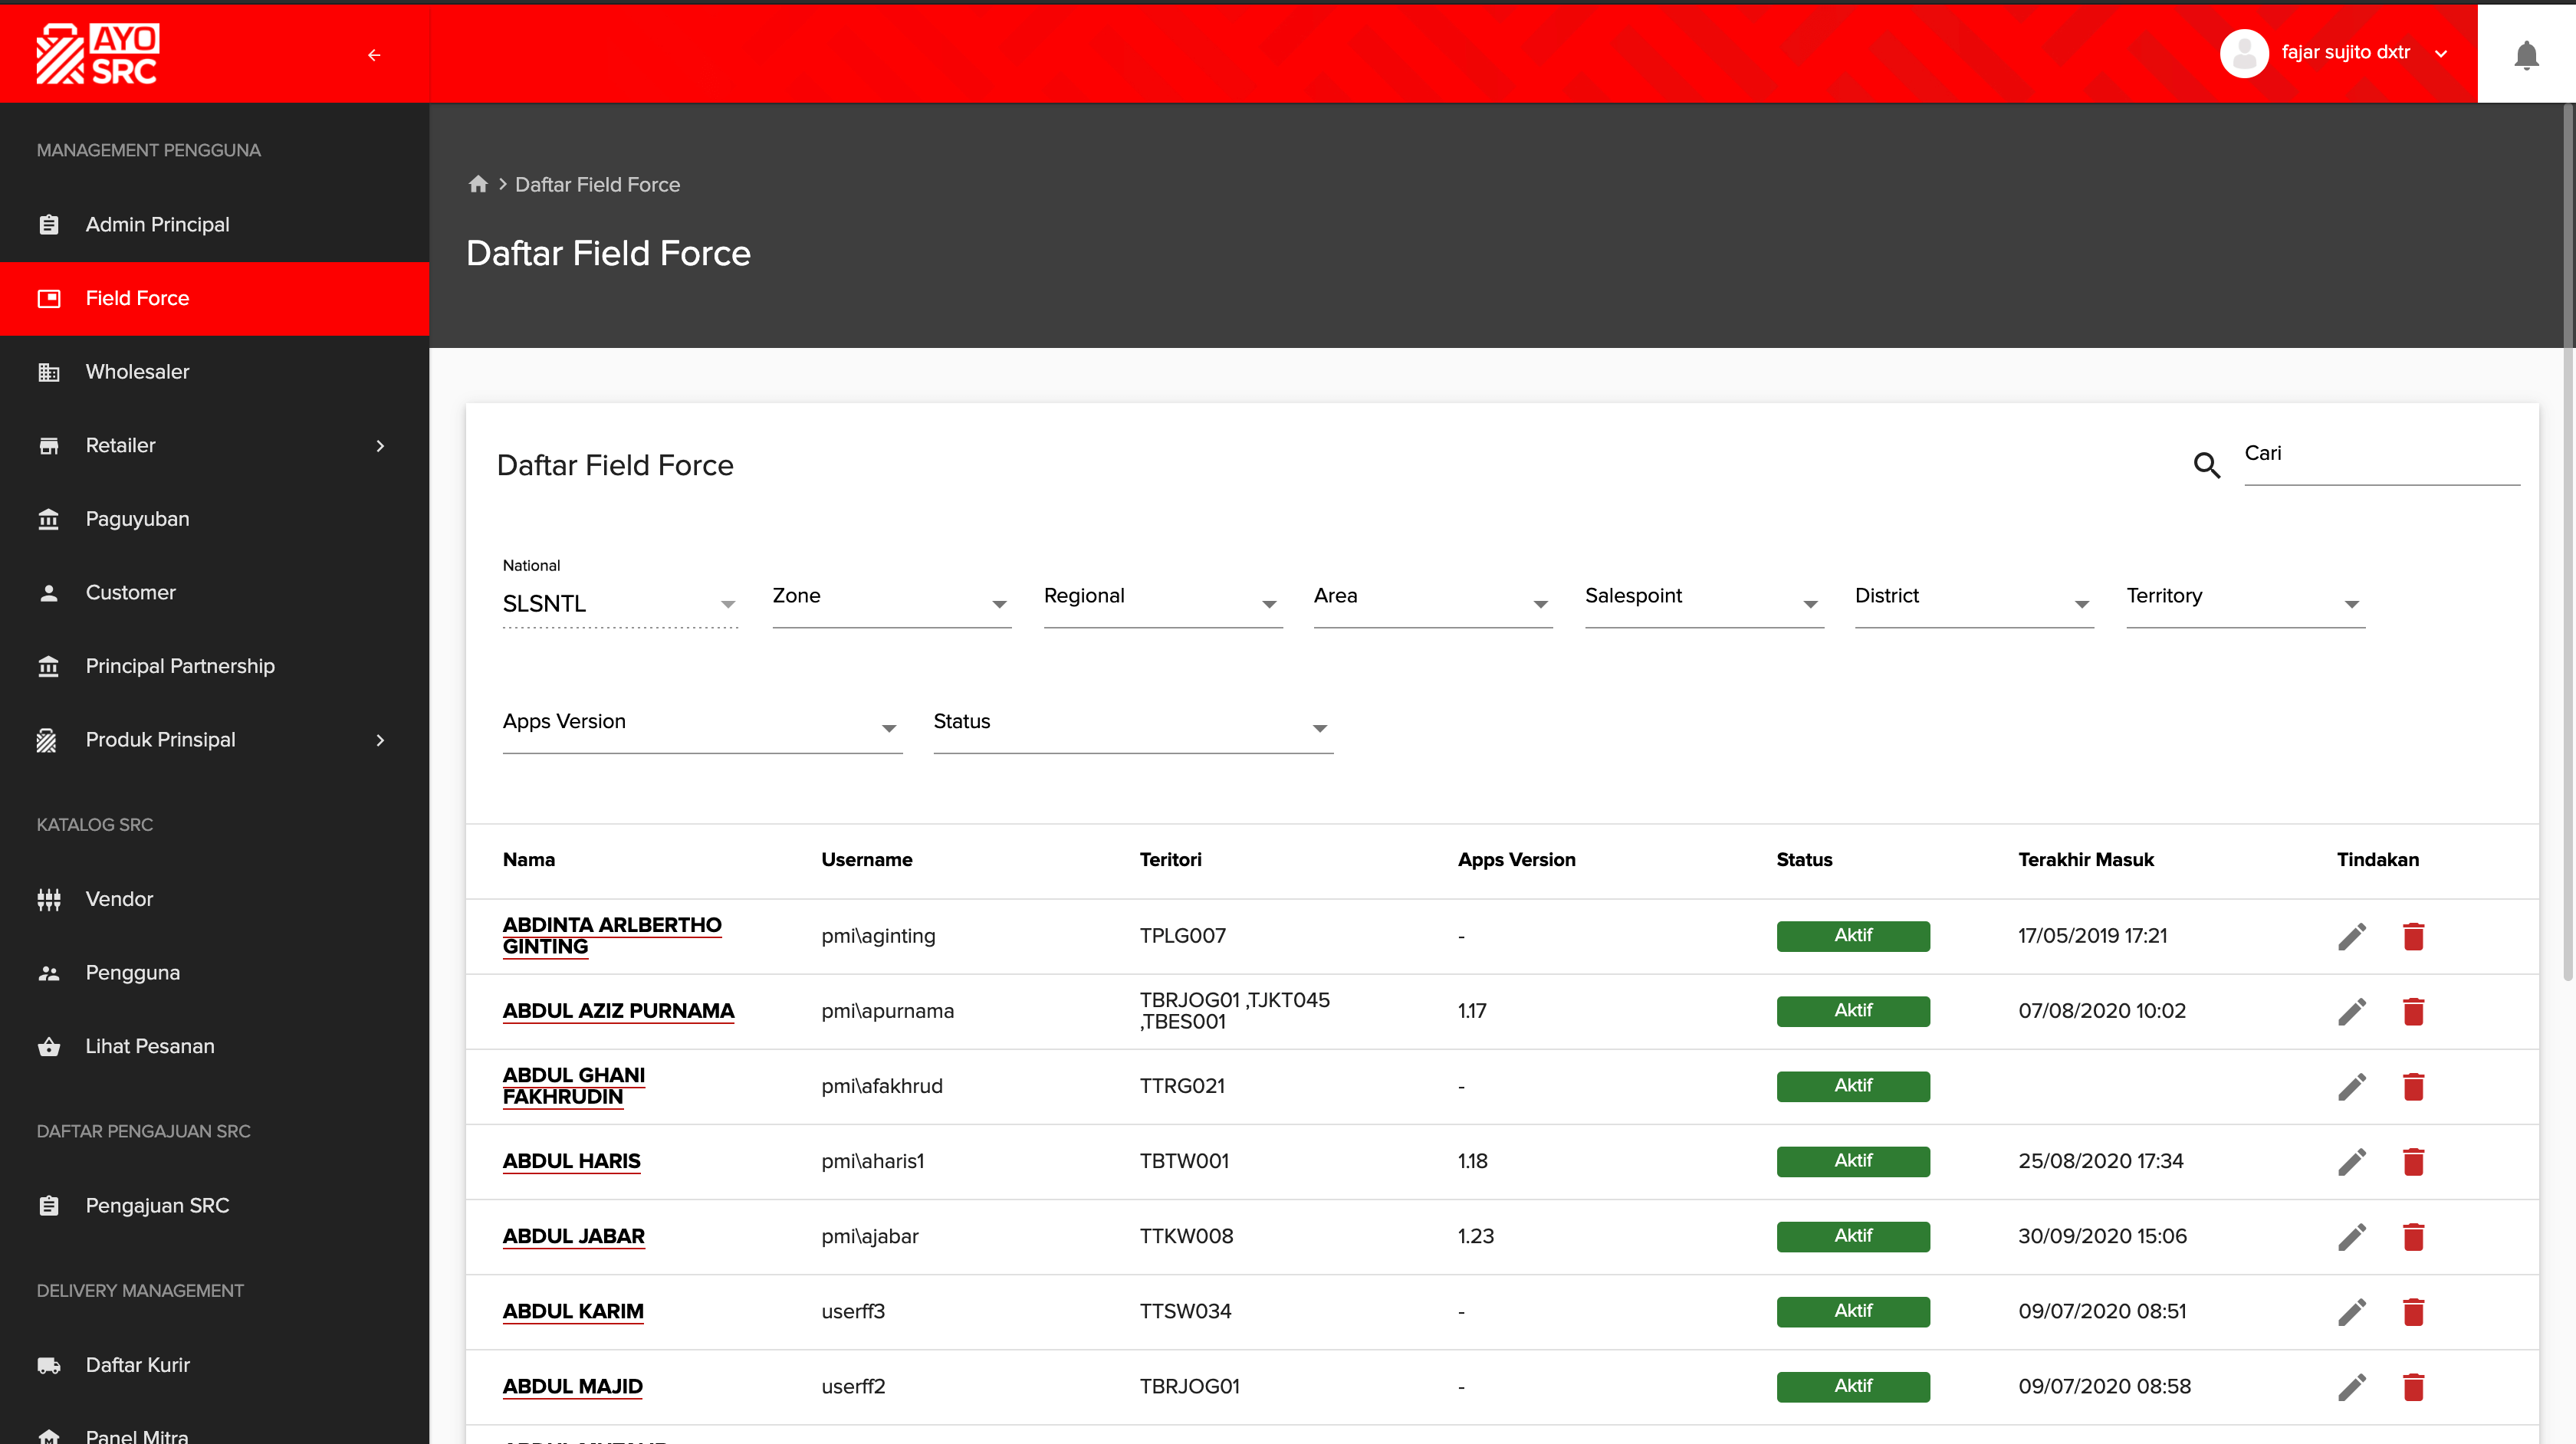 AYO
SRC
fajar sujito dxtr
MANAGEMENT PENGGUNA
Admin Principal
Field Force
Wholesaler
Retailer
Paguyuban
Customer
Principal Partnership
Produk Prinsipal
KATALOG SRC
Vendor
Pengguna
Lihat Pesanan
DAFTAR PENGAJUAN SRC
Pengajuan SRC
DELIVERY MANAGEMENT
Daftar Kurir
Panel Mitra
Daftar Field Force
Daftar Field Force
Daftar Field Force
Cari
National
SLSNTL
Zone
Regional
Area
Salespoint
District
Territory
Apps Version
Status
Nama Username Teritori Apps Version Status Terakhir Masuk Tindakan
ABDINTA ARLBERTHO
GINTING
pmi\aginting TPLG007 - Aktif 17/05/2019 17:21
ABDUL AZIZ PURNAMA pmi\apurnama
TBRJOG01 ,TJKT045
,TBES001
1.17 Aktif 07/08/2020 10:02
ABDUL GHANI
FAKHRUDIN
pmi\afakhrud TTRG021 - Aktif
ABDUL HARIS pmi\aharis1 TBTW001 1.18 Aktif 25/08/2020 17:34
ABDUL JABAR pmi\ajabar TTKW008 1.23 Aktif 30/09/2020 15:06
ABDUL KARIM userff3 TTSW034 - Aktif 09/07/2020 08:51
ABDUL MAJID userff2 TBRJOG01 - Aktif 09/07/2020 08:58